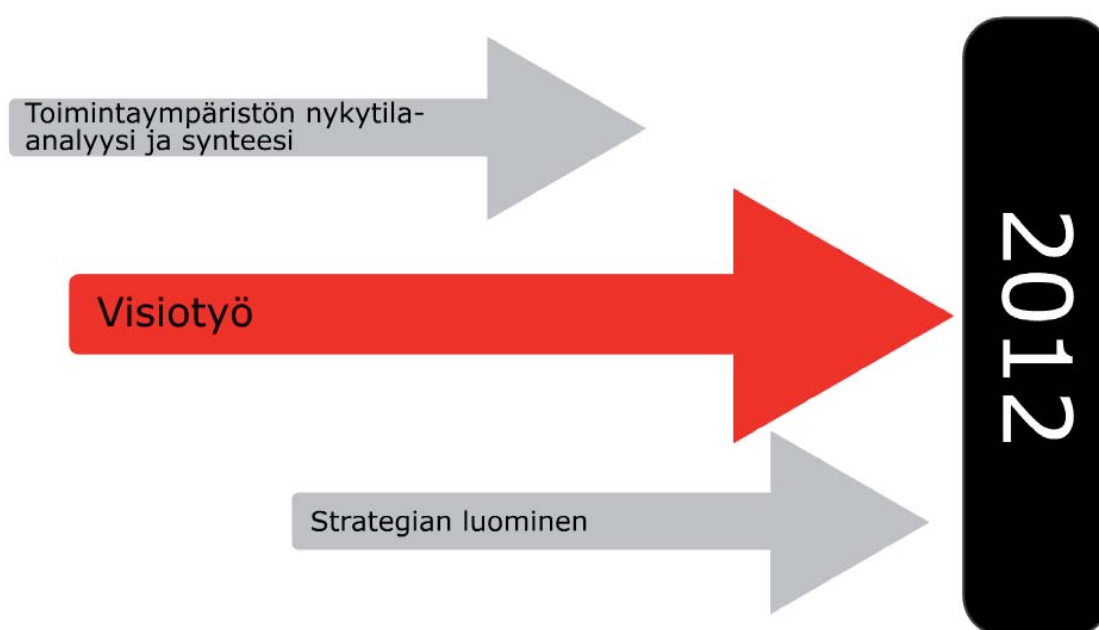 Toimintaympäristön nykytila-
analyysi ja synteesi
Visiotyö
Strategian luominen
2012